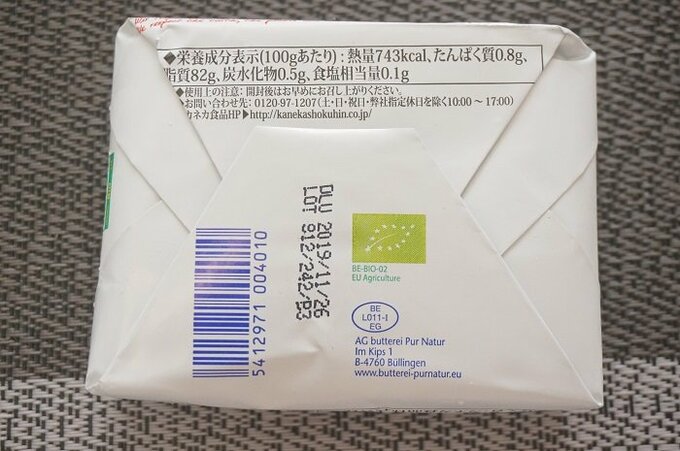 ◆栄養成分表示(100gあたり):熱量743kcal、たんぱく質0.8g、
脂質82g、炭水化物0.5g、食塩相当量0.1g
◆使用上の注意:開封後はお早めにお召し上がりください。
◆お問い合わせ先:0120-97-1207(土・日・祝日・弊社指定休日を除く10:00～17:00)
カネカ食品HP▶http://kanekashokuhin.co.jp/
DLU 2019/11/26
LOT 912/242/D3
5412971 004010
BE-BIO-02
EU Agriculture
BE
L011-I
EG
AG butterei Pur Natur
Im Kips 1
B-4760 Büllingen
www.butterei-purnatur.eu